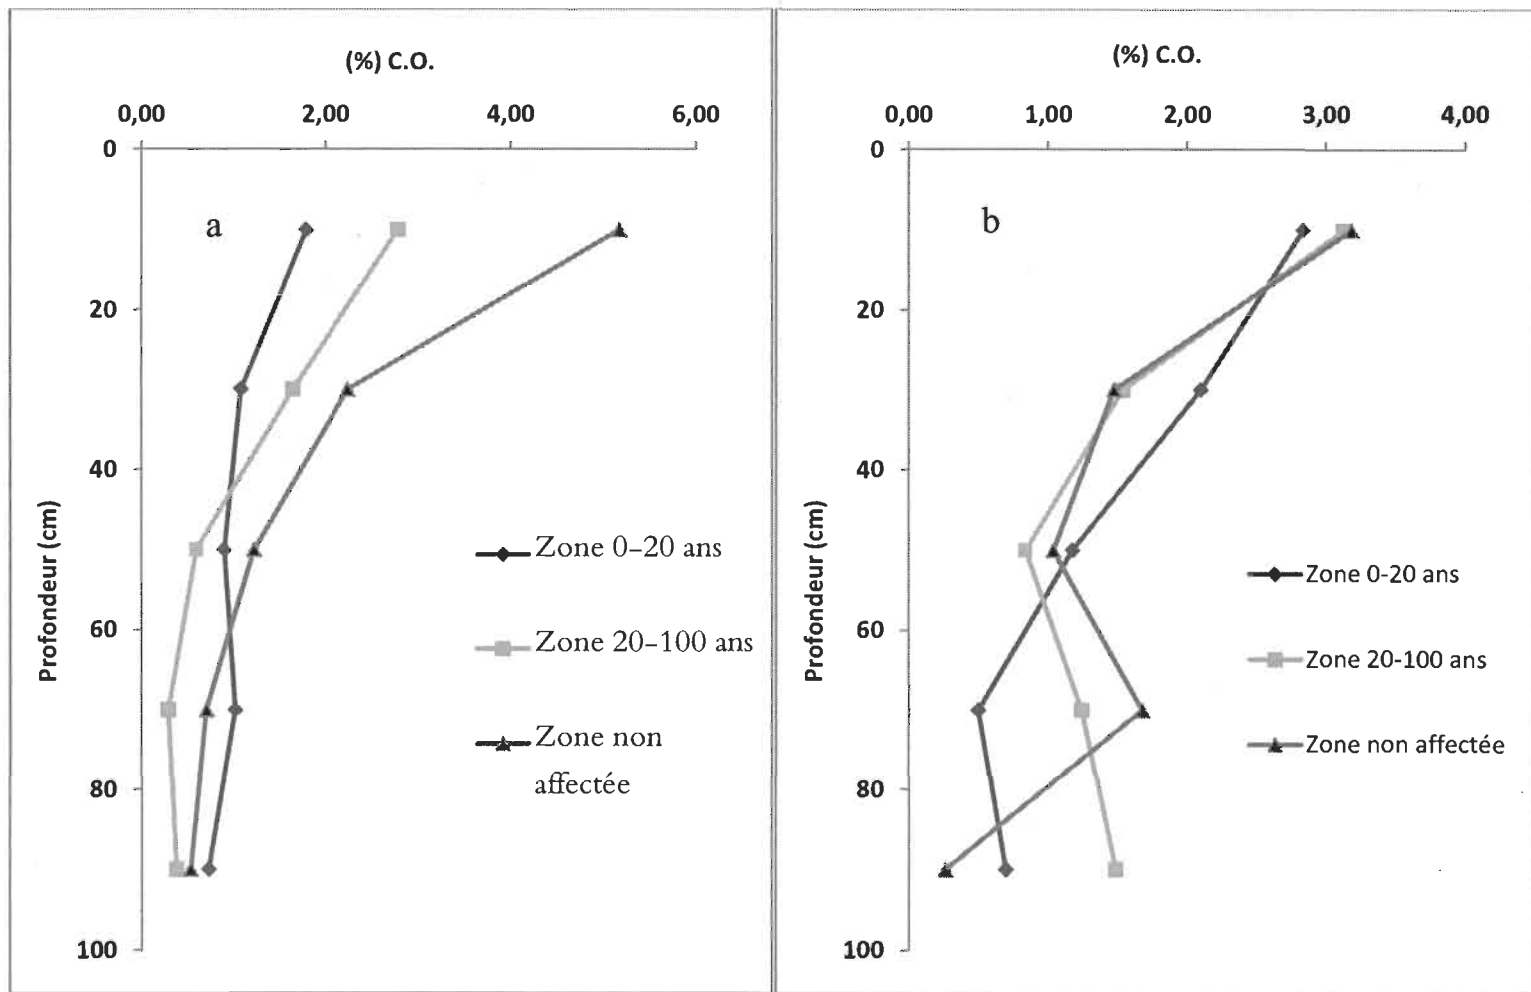 (%) C.O.
0,00 2,00 4,00 6,00
0
a
20
40
60
80
100
Profondeur (cm)
Zone 0–20 ans
Zone 20–100 ans
Zone non
affectée
(%) C.O.
0,00 1,00 2,00 3,00 4,00
0
b
20
40
60
80
100
Profondeur (cm)
Zone 0-20 ans
Zone 20-100 ans
Zone non affectée